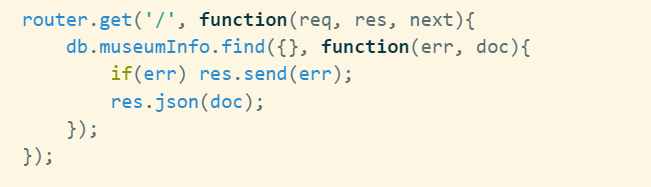 router.get('/', function(req, res, next){
    db.museumInfo.find({}, function(err, doc){
        if(err) res.send(err);
        res.json(doc);
    });
});